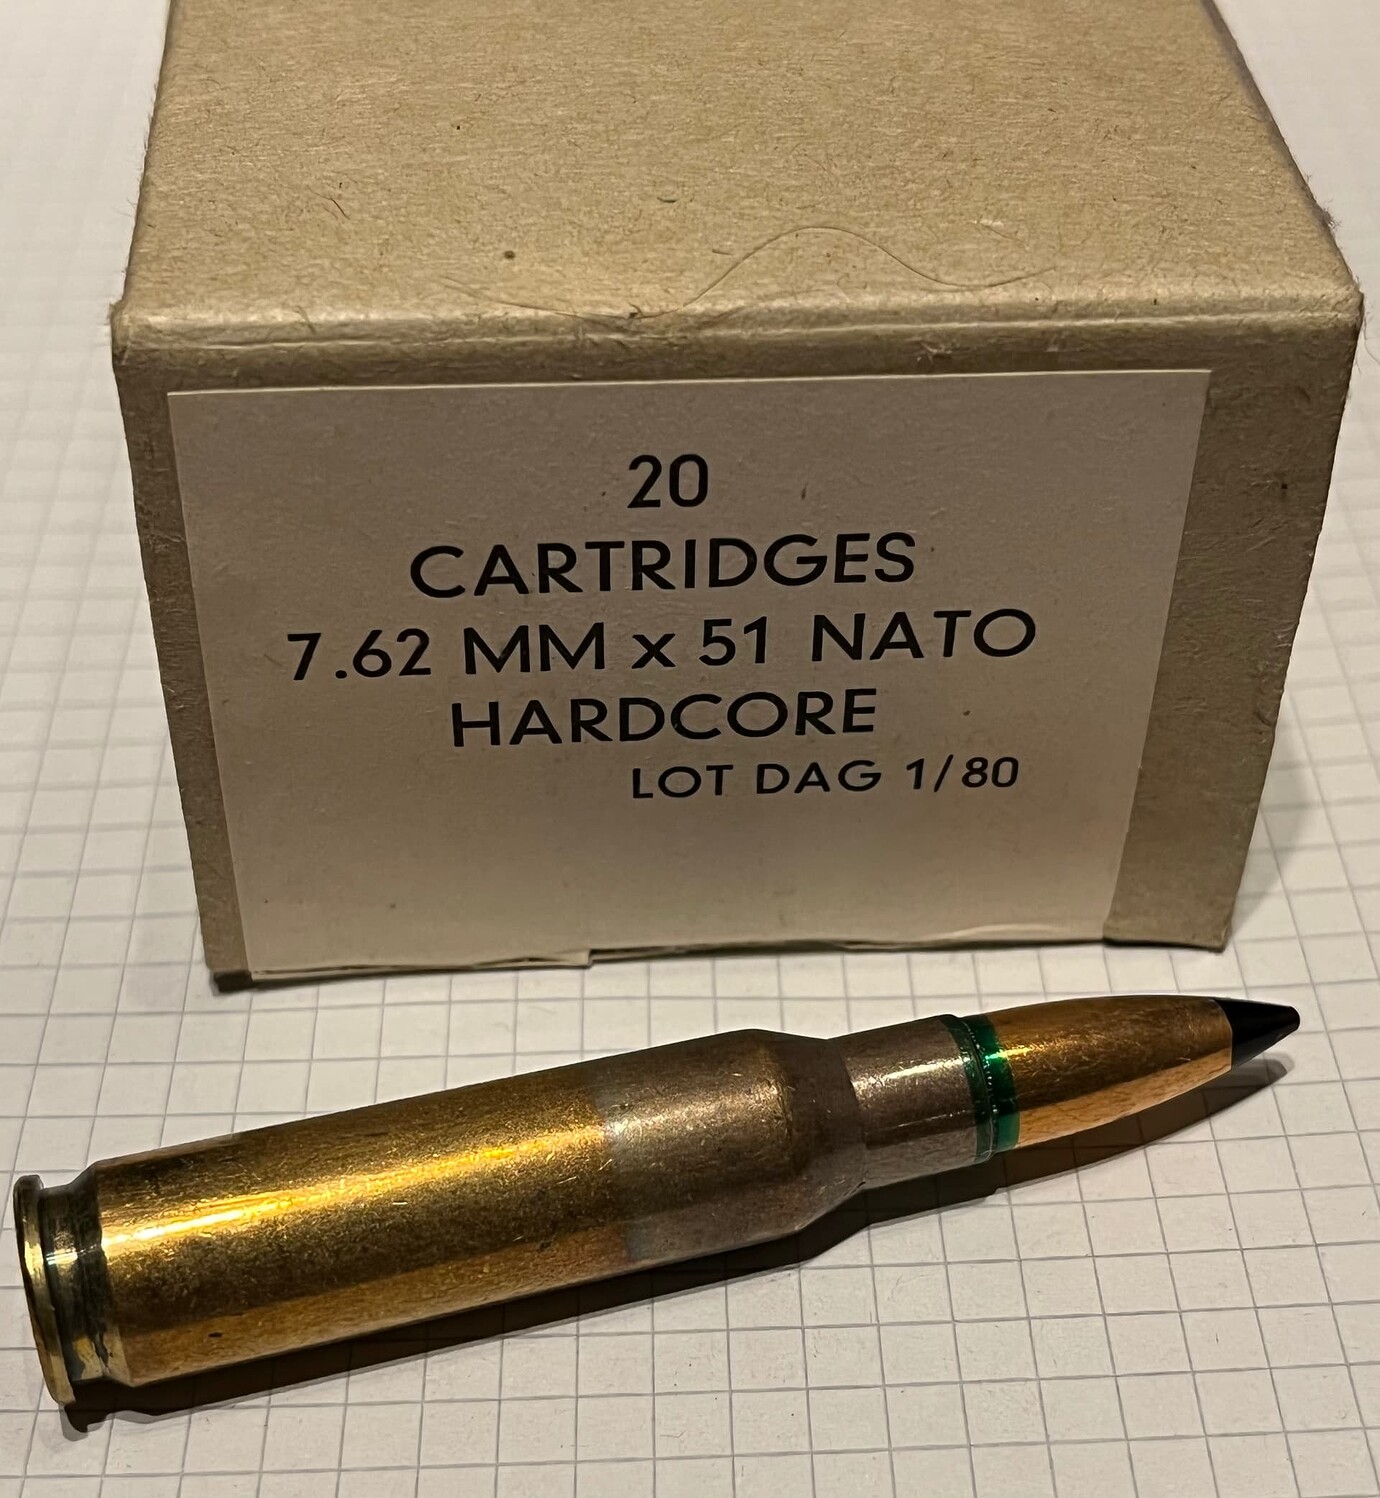 20
CARTRIDGES
7.62 MM x 51 NATO
HARDCORE
LOT DAG 1/80